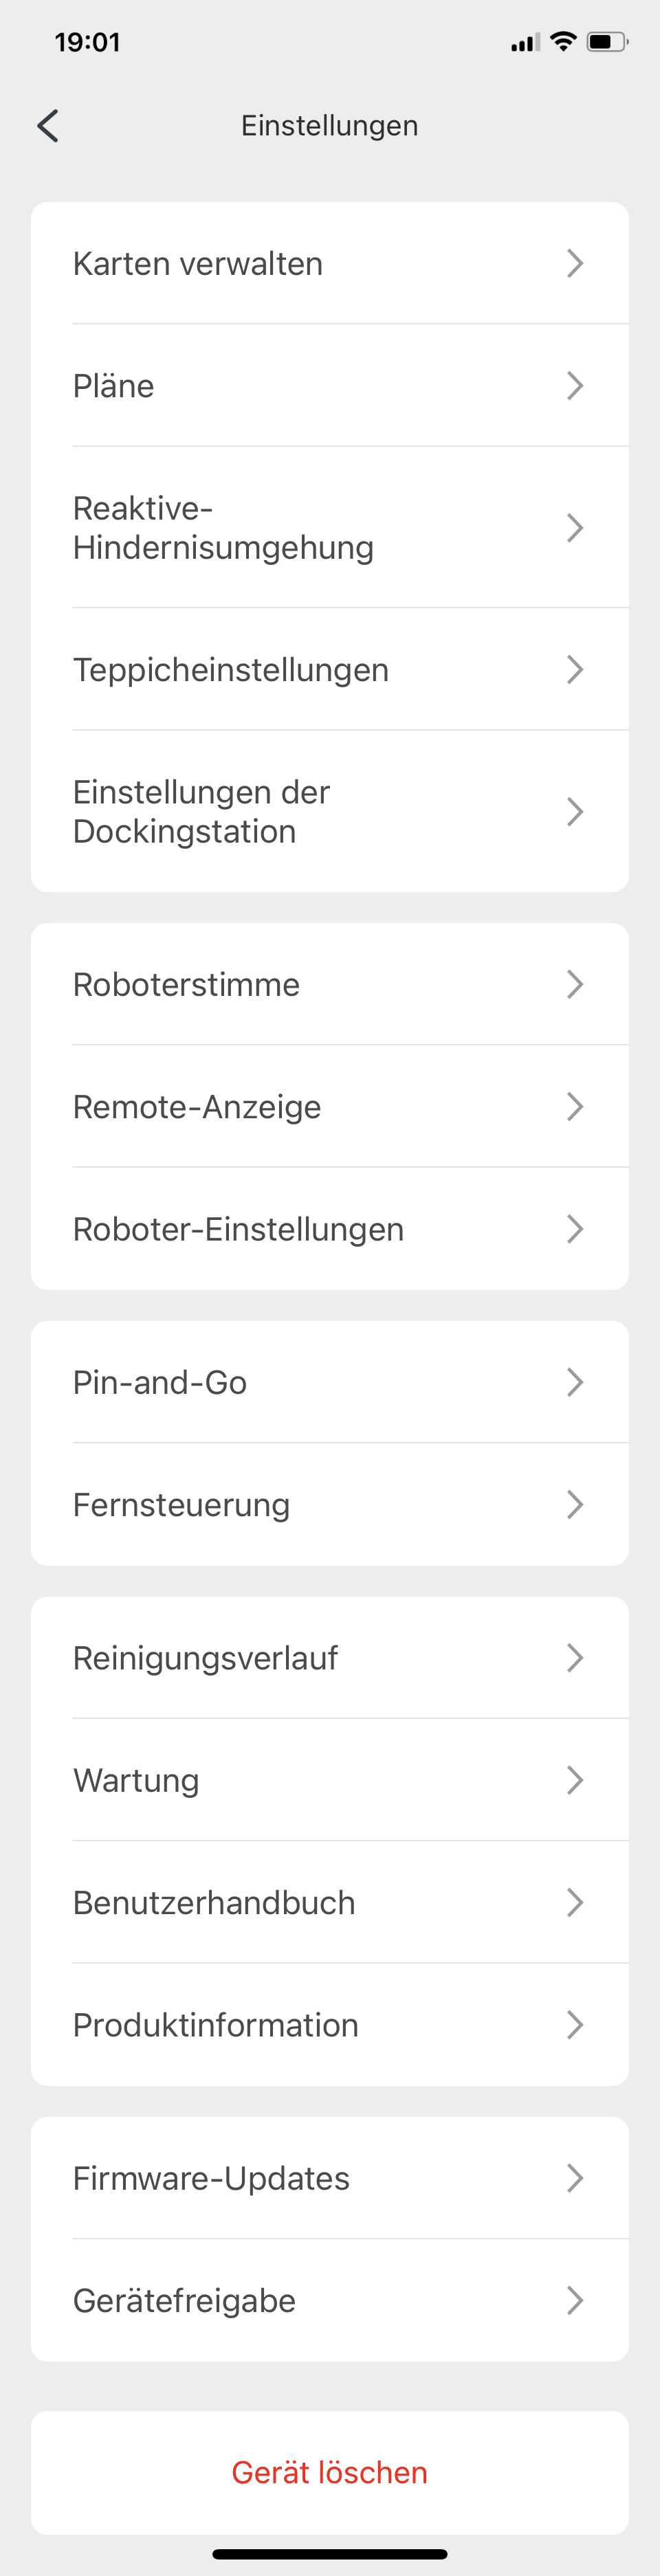 19:01
Einstellungen
Karten verwalten
Pläne
Reaktive-
Hindernisumgehung
Teppicheinstellungen
Einstellungen der
Dockingstation
Roboterstimme
Remote-Anzeige
Roboter-Einstellungen
Pin-and-Go
Fernsteuerung
Reinigungsverlauf
Wartung
Benutzerhandbuch
Produktinformation
Firmware-Updates
Gerätefreigabe
Gerät löschen